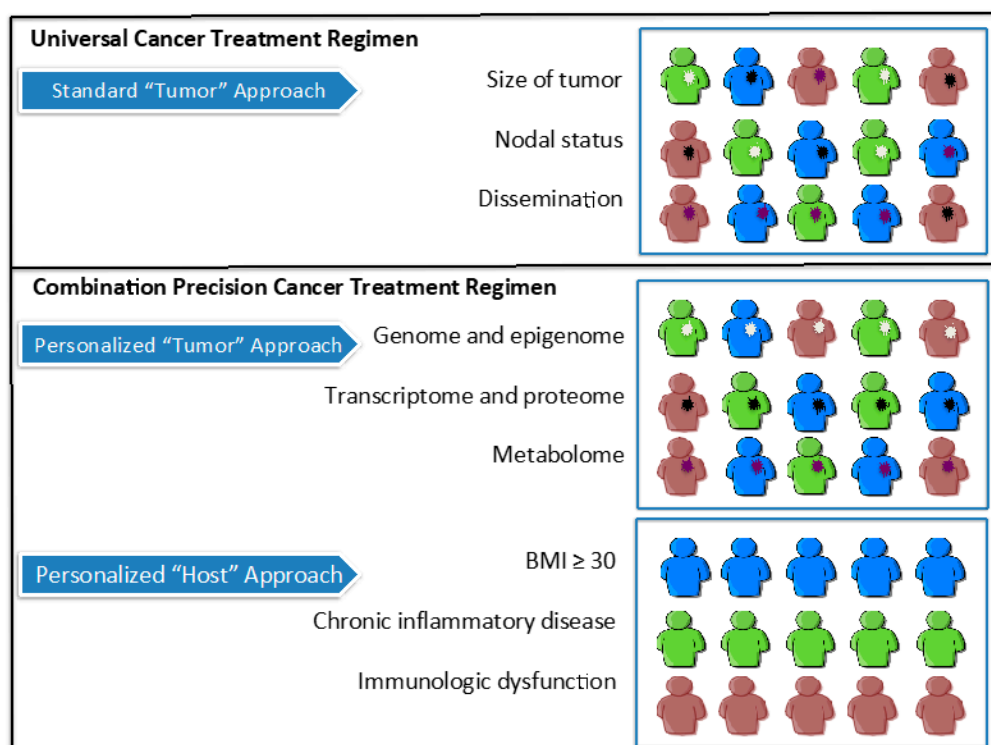 Universal Cancer Treatment Regimen
Standard “Tumor” Approach
Size of tumor
Nodal status
Dissemination
Combination Precision Cancer Treatment Regimen
Personalized “Tumor” Approach
Genome and epigenome
Transcriptome and proteome
Metabolome
Personalized “Host” Approach
BMI ≥ 30
Chronic inflammatory disease
Immunologic dysfunction